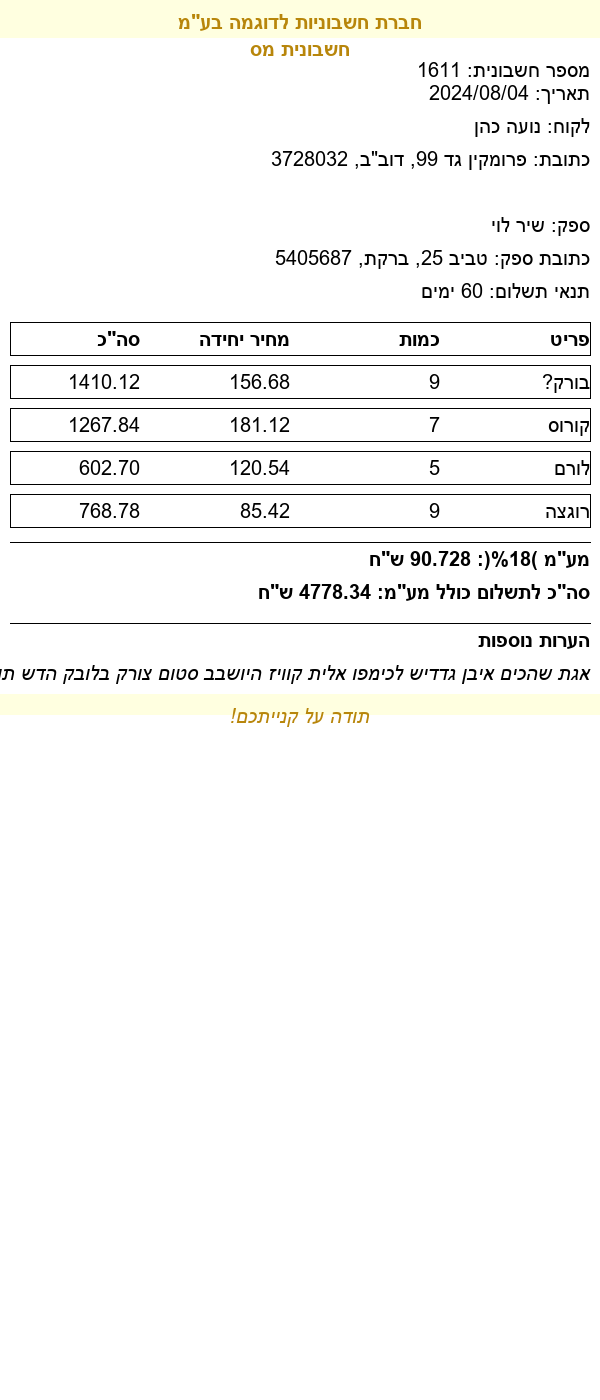 חברת חשבוניות לדוגמה בע"מ
חשבונית מס
מספר חשבונית: 1611
תאריך: 2024/08/04
לקוח: נועה כהן
כתובת: פרומקין גד 99, דוב"ב, 3728032
ספק: שיר לוי
כתובת ספק: טביב 25, ברקת, 5405687
תנאי תשלום: 60 ימים
פריט כמות מחיר יחידה סה"כ
בורק? 9 156.68 1410.12
קורוס 7 181.12 1267.84
לורם 5 120.54 602.70
רוגצה 9 85.42 768.78
מע"מ )18%(: 90.728 ש"ח
סה"כ לתשלום כולל מע"מ: 4778.34 ש"ח
הערות נוספות
אגת שהכים איבן גדדיש לכימפו אלית קוויז היושבב סטום צורק בלובק הדש
תודה על קנייתכם!